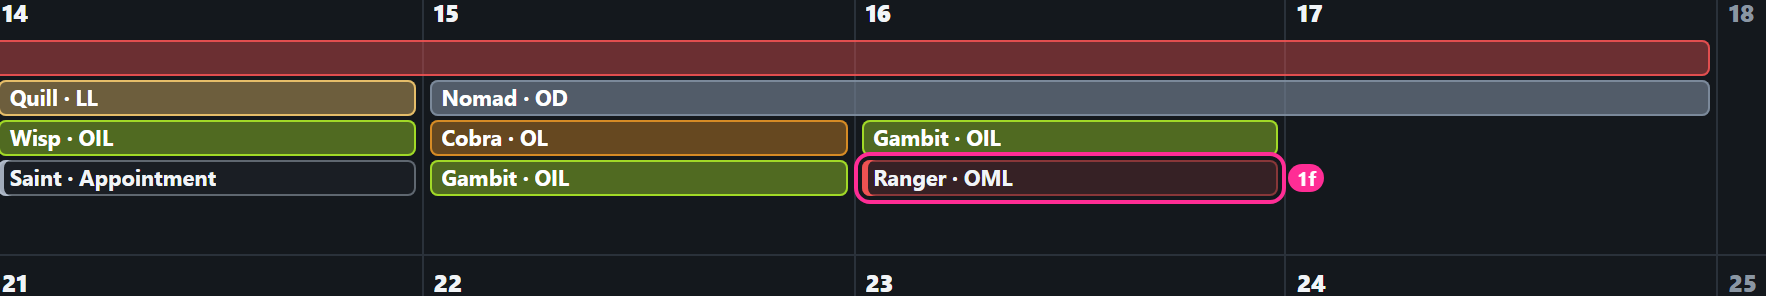 14 15 16 17 18
Quill · LL Nomad · OD
Wisp · OIL Cobra · OL Gambit · OIL
Saint · Appointment Gambit · OIL Ranger · OML 1f
21 22 23 24 25